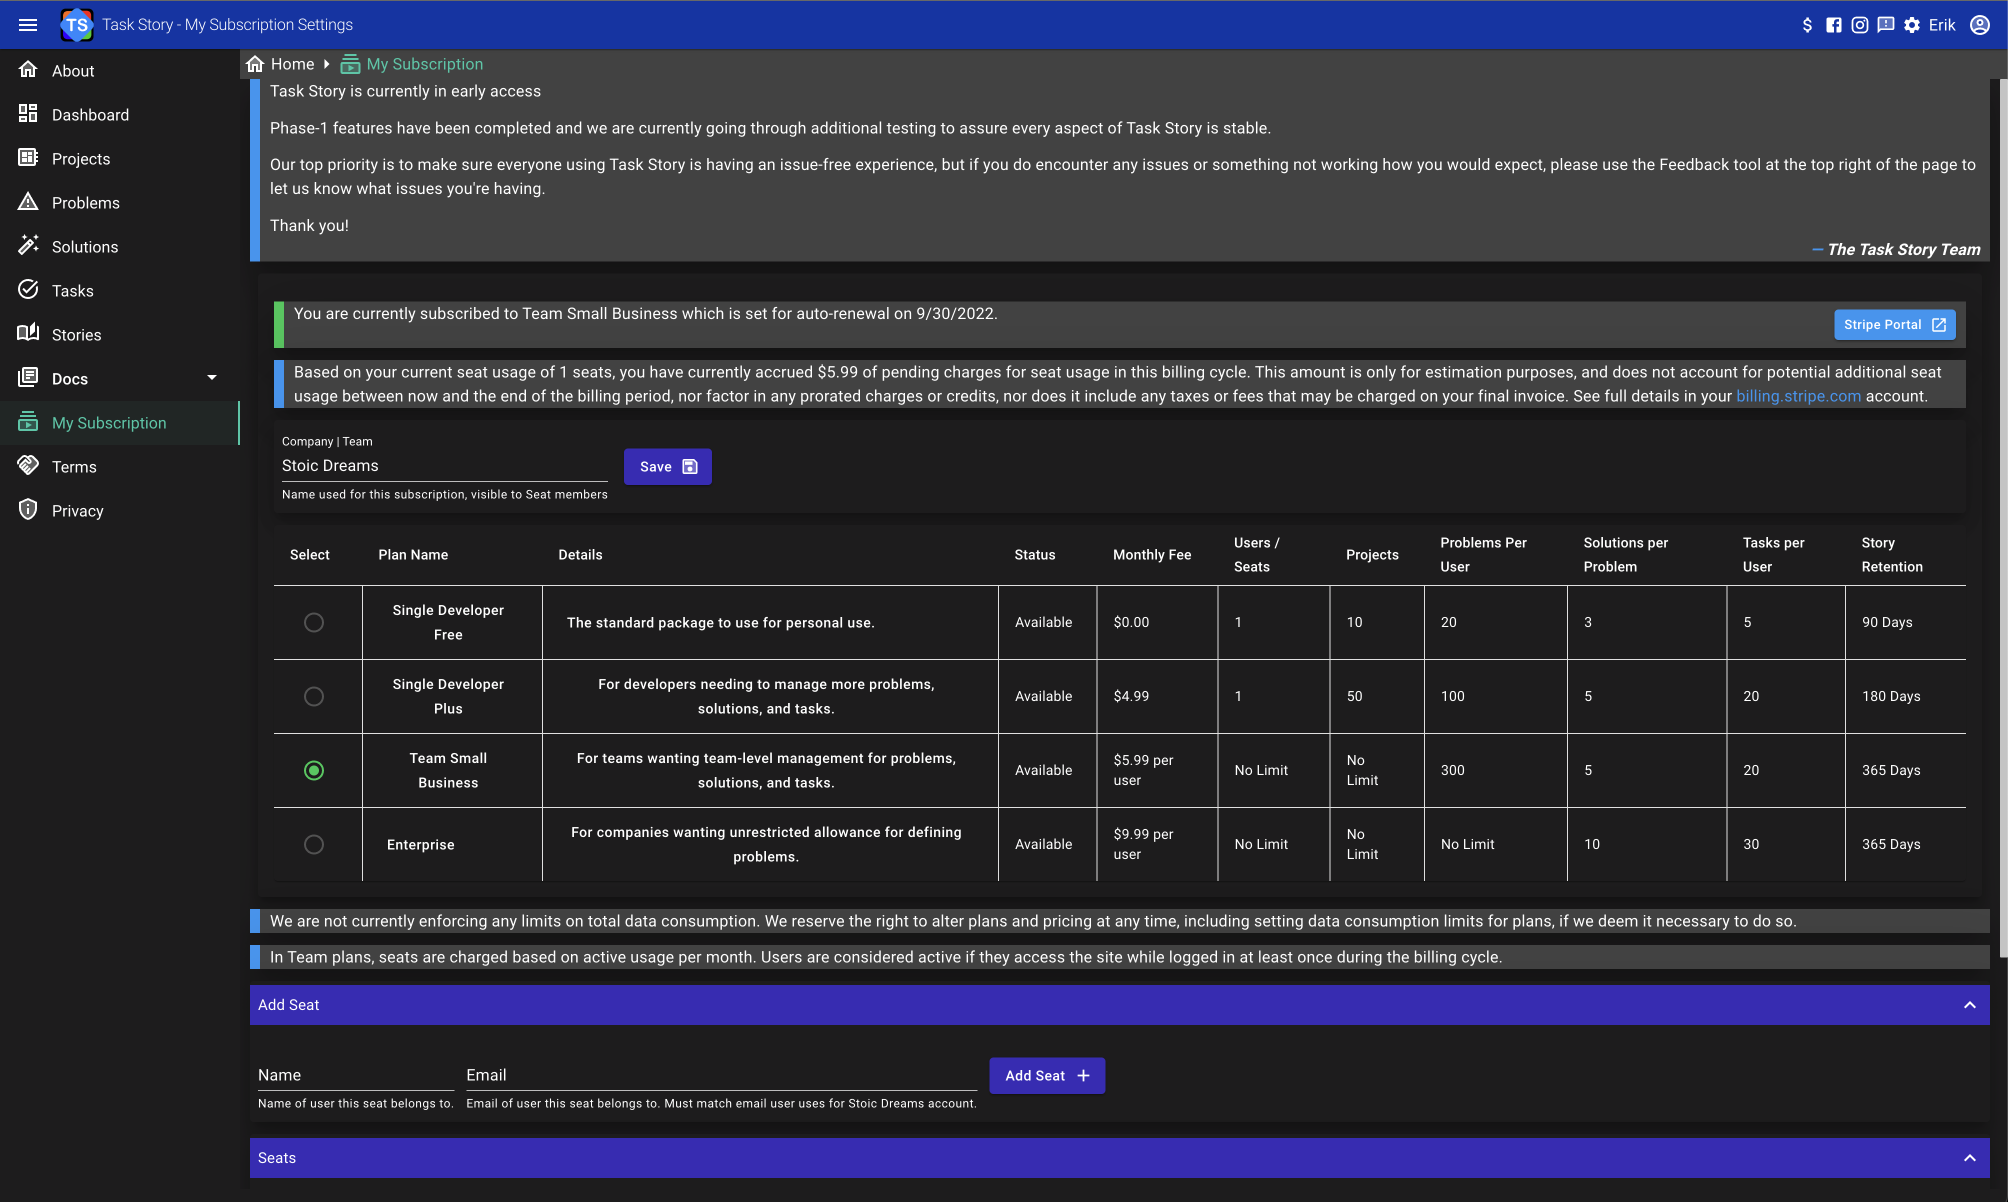 TS Task Story - My Subscription Settings
Erik
About
Dashboard
Projects
Problems
Solutions
Tasks
Stories
Docs
My Subscription
Terms
Privacy
Home My Subscription
Task Story is currently in early access
Phase-1 features have been completed and we are currently going through additional testing to assure every aspect of Task Story is stable.
Our top priority is to make sure everyone using Task Story is having an issue-free experience, but if you do encounter any issues or something not working how you would expect, please use the Feedback tool at the top right of the page to
let us know what issues you're having.
Thank you!
— The Task Story Team
You are currently subscribed to Team Small Business which is set for auto-renewal on 9/30/2022.
Stripe Portal
Based on your current seat usage of 1 seats, you have currently accrued $5.99 of pending charges for seat usage in this billing cycle. This amount is only for estimation purposes, and does not account for potential additional seat
usage between now and the end of the billing period, nor factor in any prorated charges or credits, nor does it include any taxes or fees that may be charged on your final invoice. See full details in your billing.stripe.com account.
Company | Team
Stoic Dreams
Save
Name used for this subscription, visible to Seat members
Select Plan Name Details Status Monthly Fee Users / Seats Projects Problems Per User Solutions per Problem Tasks per User Story Retention
Single Developer Free The standard package to use for personal use. Available $0.00 1 10 20 3 5 90 Days
Single Developer Plus For developers needing to manage more problems, solutions, and tasks. Available $4.99 1 50 100 5 20 180 Days
Team Small Business For teams wanting team-level management for problems, solutions, and tasks. Available $5.99 per user No Limit No Limit 300 5 20 365 Days
Enterprise For companies wanting unrestricted allowance for defining problems. Available $9.99 per user No Limit No Limit No Limit 10 30 365 Days
We are not currently enforcing any limits on total data consumption. We reserve the right to alter plans and pricing at any time, including setting data consumption limits for plans, if we deem it necessary to do so.
In Team plans, seats are charged based on active usage per month. Users are considered active if they access the site while logged in at least once during the billing cycle.
Add Seat
Name
Email
Add Seat +
Name of user this seat belongs to.
Email of user this seat belongs to. Must match email user uses for Stoic Dreams account.
Seats